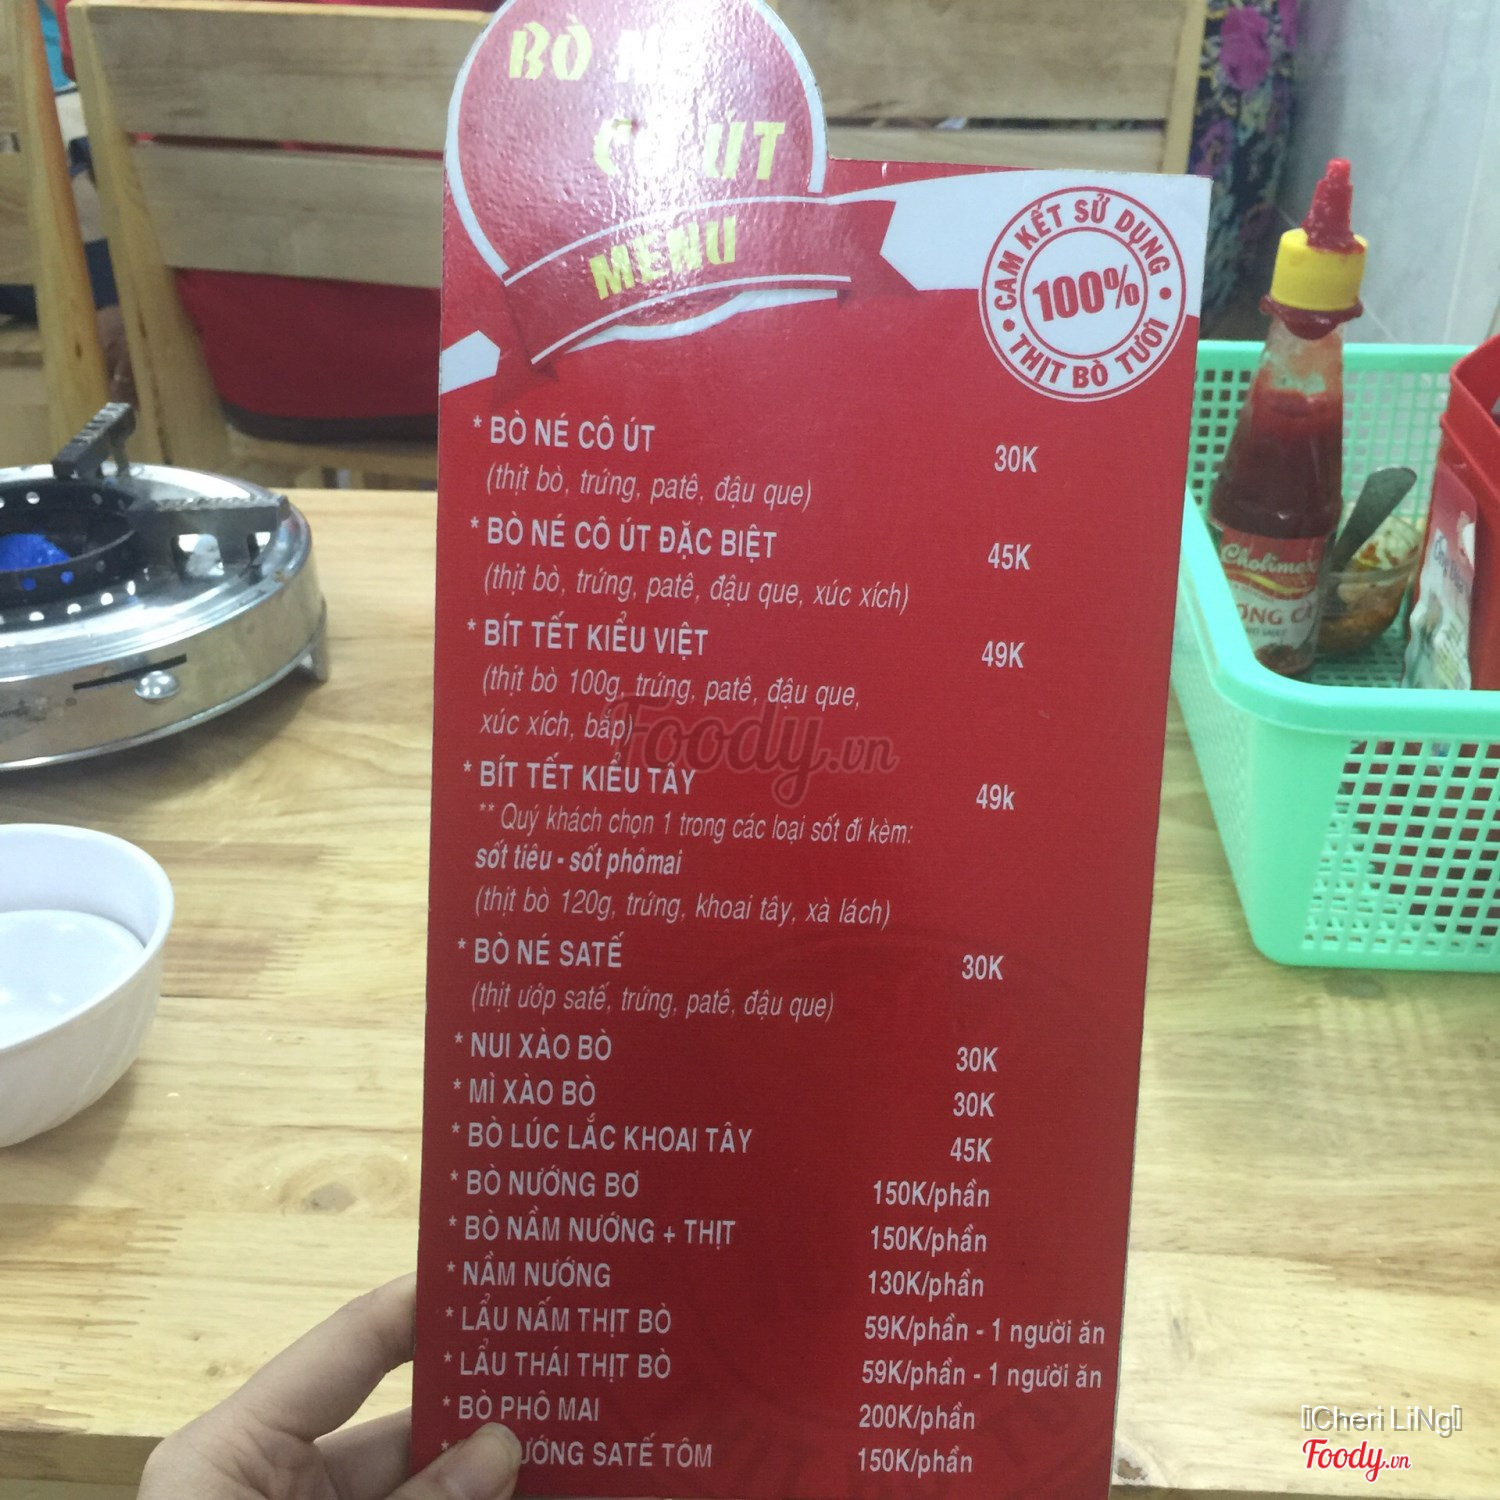 BÒ
ÚT
MENU
CAM KẾT SỬ DỤNG
100%
THỊT BÒ TƯƠI
* BÒ NÉ CÔ ÚT 30K
(thịt bò, trứng, patê, đậu que)
* BÒ NÉ CÔ ÚT ĐẶC BIỆT 45K
(thịt bò, trứng, patê, đậu que, xúc xích)
* BÍT TẾT KIỂU VIỆT 49K
(thịt bò 100g, trứng, patê, đậu que,
xúc xích, bắp)
* BÍT TẾT KIỂU TÂY 49k
** Quý khách chọn 1 trong các loại sốt đi kèm:
sốt tiêu - sốt phômai
(thịt bò 120g, trứng, khoai tây, xà lách)
* BÒ NÉ SATẾ 30K
(thịt ướp satế, trứng, patê, đậu que)
* NUI XÀO BÒ 30K
* MÌ XÀO BÒ 30K
* BÒ LÚC LẮC KHOAI TÂY 45K
* BÒ NƯỚNG BƠ 150K/phần
* BÒ NẦM NƯỚNG + THỊT 150K/phần
* NẦM NƯỚNG 130K/phần
* LẨU NẤM THỊT BÒ 59K/phần - 1 người ăn
* LẨU THÁI THỊT BÒ 59K/phần - 1 người ăn
* BÒ PHÔ MAI 200K/phần
* SATẾ TÔM 150K/phần
Cholimex
Foody.vn
Cheri LiNg
Foody.vn